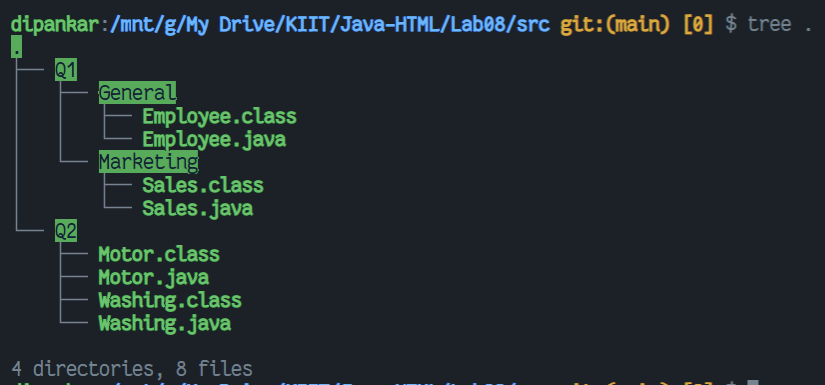 dipankar:/mnt/g/My Drive/KIIT/Java-HTML/Lab08/src git:(main) [0] $ tree .
.
├── Q1
│   ├── General
│   │   ├── Employee.class
│   │   └── Employee.java
│   └── Marketing
│       ├── Sales.class
│       └── Sales.java
└── Q2
    ├── Motor.class
    ├── Motor.java
    ├── Washing.class
    └── Washing.java
4 directories, 8 files